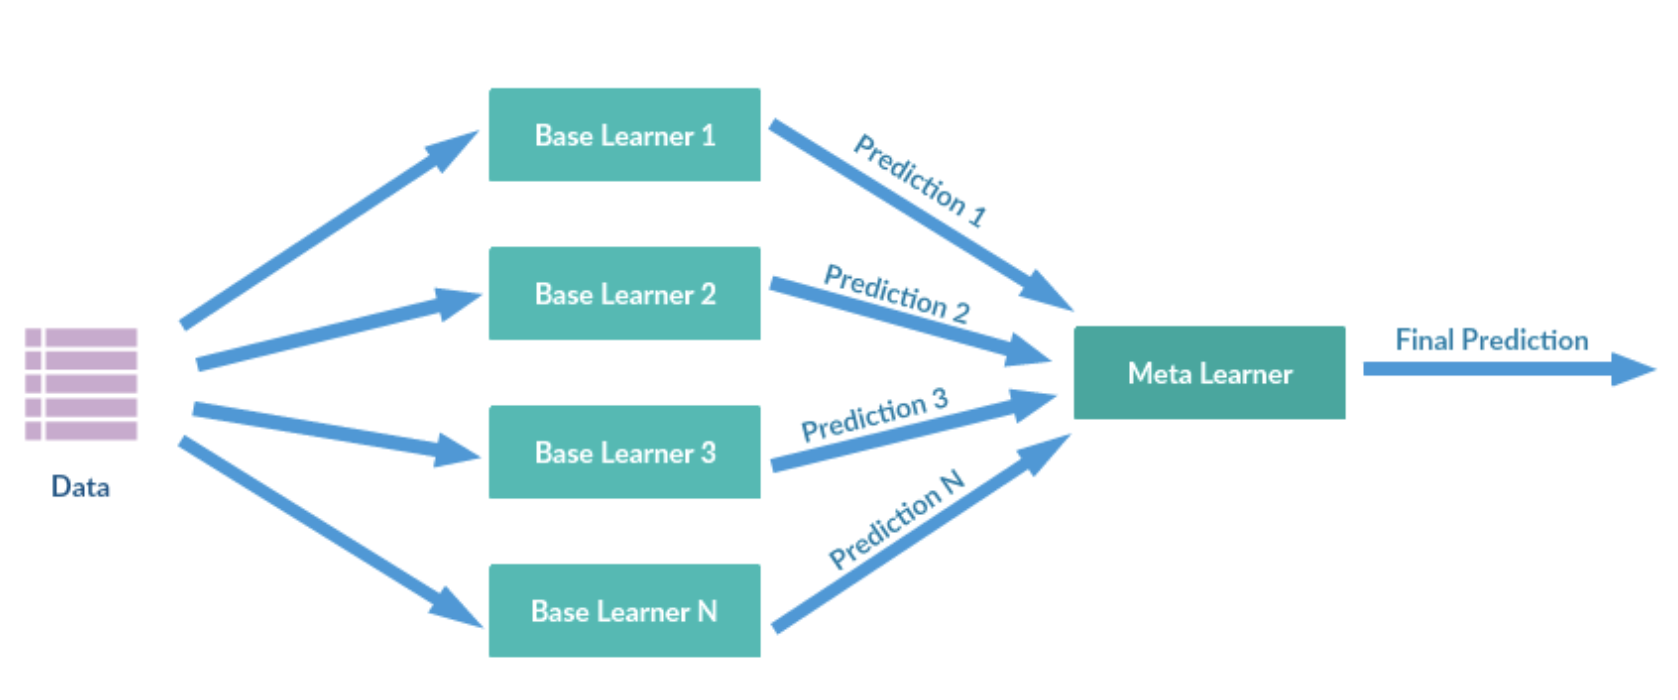 Base Learner 1
Prediction 1
Base Learner 2
Prediction 2
Data
Base Learner 3
Prediction 3
Base Learner N
Prediction N
Meta Learner
Final Prediction